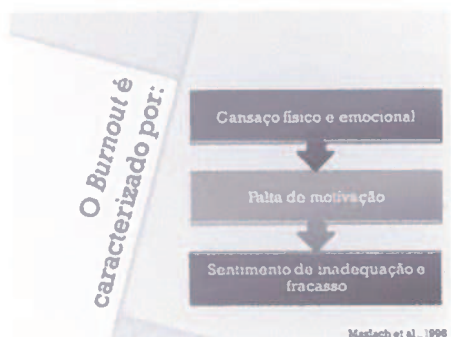 O Burnout é
caracterizado por:
Cansaço físico e emocional
Falta de motivação
Sentimento de inadequação e
fracasso
Maslach et al., 1996